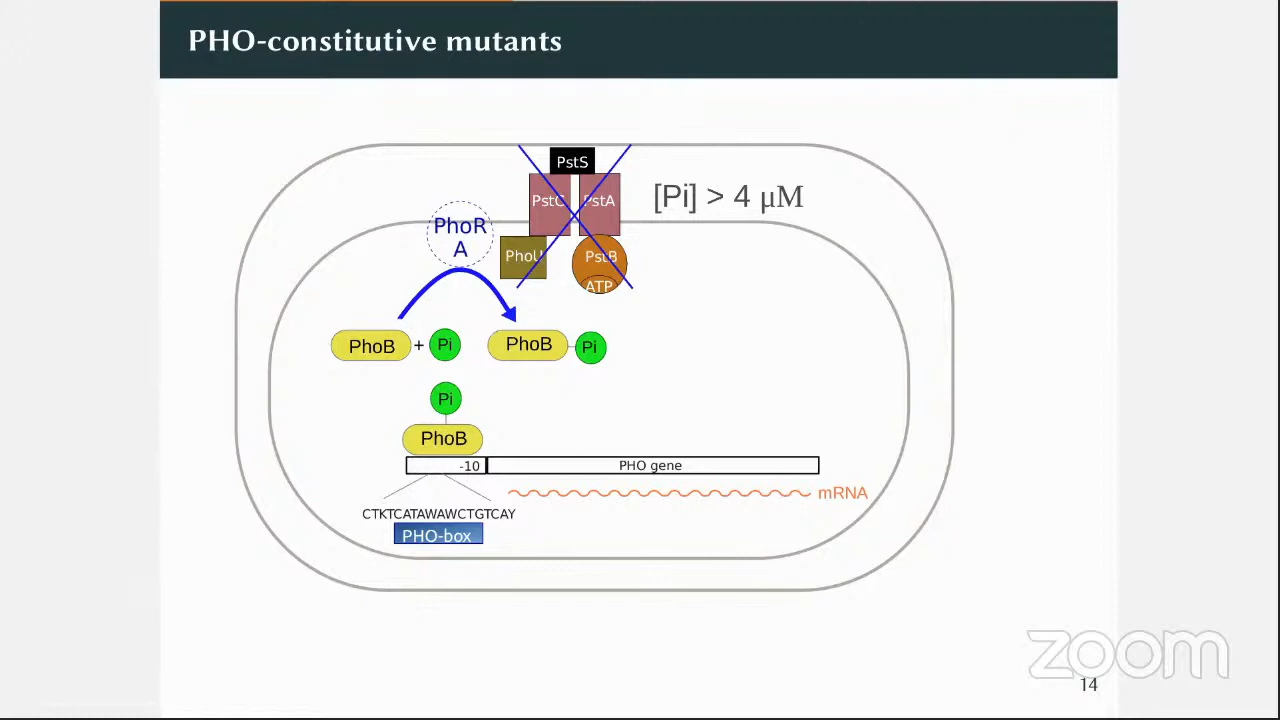 PHO-constitutive mutants
PstS
PstC
PstA
[Pi] > 4 μM
PhoR
A
PhoU
PstB
ATP
PhoB
+
Pi
PhoB
Pi
Pi
PhoB
-10
PHO gene
mRNA
CTKTCATAWAWCTGTCAY
PHO-box
zoom
14